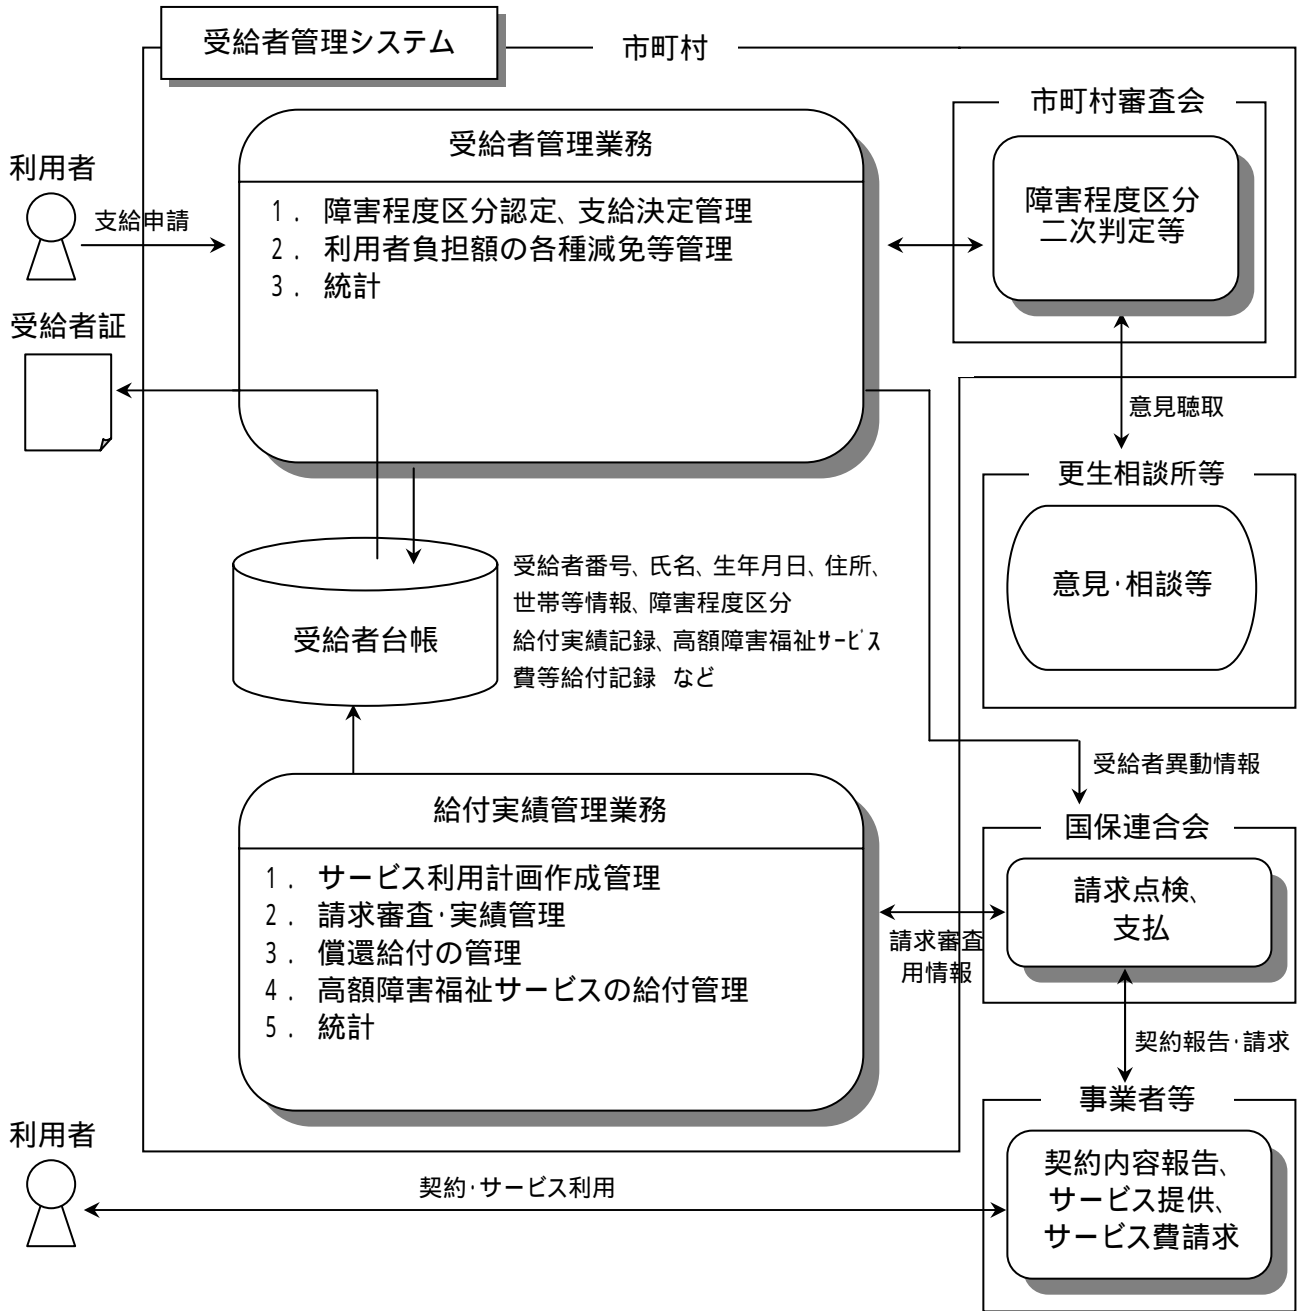 受給者管理システム
市町村
市町村審査会
受給者管理業務
1. 障害程度区分認定、支給決定管理
2. 利用者負担額の各種減免等管理
3. 統計
障害程度区分
二次判定等
利用者
支給申請
受給者証
意見聴取
更生相談所等
意見・相談等
受給者台帳
受給者番号、氏名、生年月日、住所、
世帯等情報、障害程度区分
給付実績記録、高額障害福祉ｻｰﾋﾞｽ
費等給付記録 など
受給者異動情報
国保連合会
請求点検、
支払
給付実績管理業務
1. サービス利用計画作成管理
2. 請求審査・実績管理
3. 償還給付の管理
4. 高額障害福祉サービスの給付管理
5. 統計
請求審査
用情報
契約報告・請求
事業者等
契約内容報告、
サービス提供、
サービス費請求
利用者
契約・サービス利用